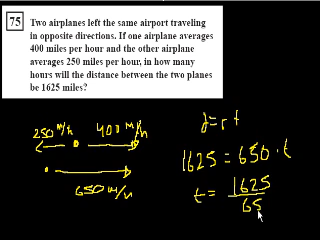 75 Two airplanes left the same airport traveling
in opposite directions. If one airplane averages
400 miles per hour and the other airplane
averages 250 miles per hour, in how many
hours will the distance between the two planes
be 1625 miles?
d=rt
250 m/h 400 m/h
1625 = 650 · t
650 m/h
t = 1625
65